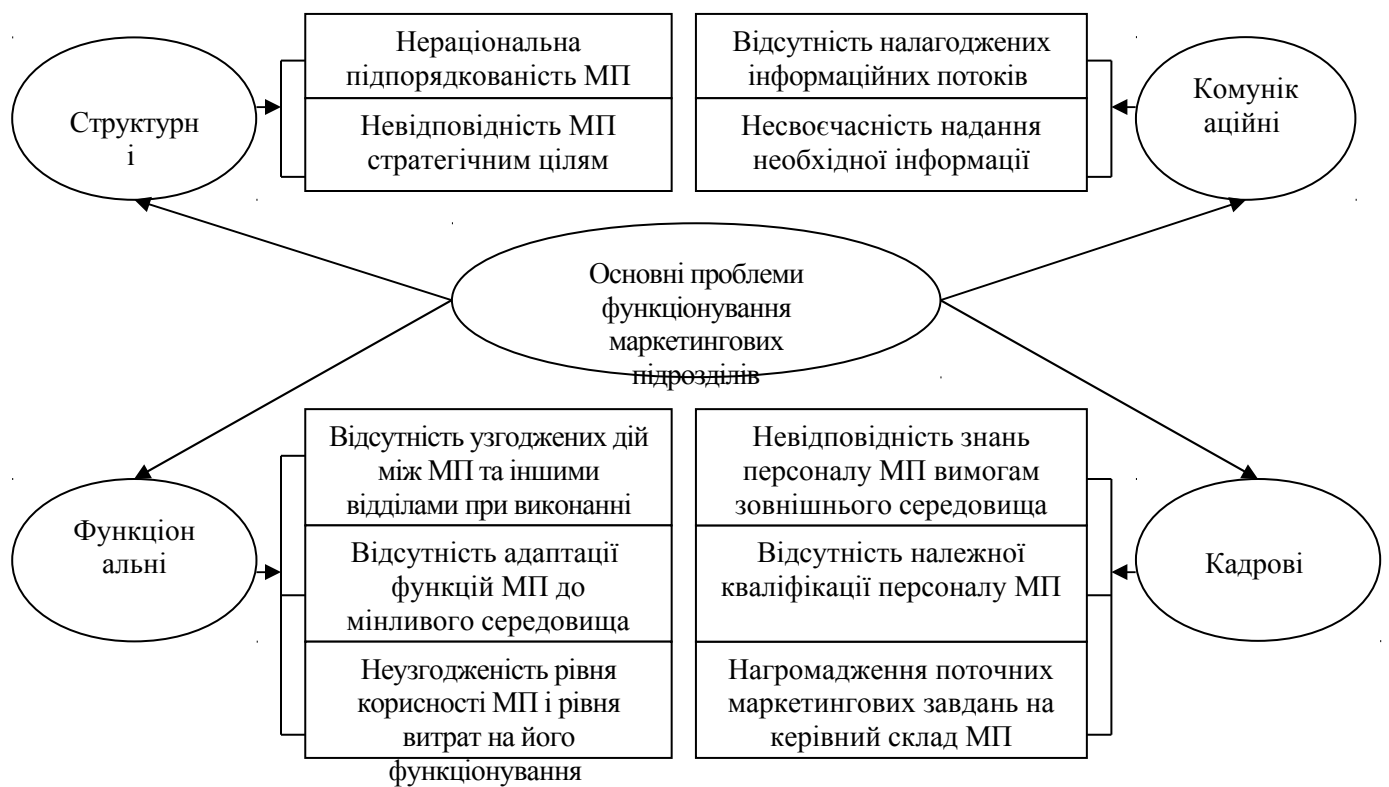 Нераціональна
підпорядкованість МП
Невідповідність МП
стратегічним цілям
Відсутність налагоджених
інформаційних потоків
Несвоєчасність надання
необхідної інформації
Структурн
і
Комунік
аційні
Основні проблеми
функціонування
маркетингових
підрозділів
Відсутність узгоджених дій
між МП та іншими
відділами при виконанні
Відсутність адаптації
функцій МП до
мінливого середовища
Неузгодженість рівня
корисності МП і рівня
витрат на його
функціонування
Невідповідність знань
персоналу МП вимогам
зовнішнього середовища
Відсутність належної
кваліфікації персоналу МП
Нагромадження поточних
маркетингових завдань на
керівний склад МП
Функціон
альні
Кадрові